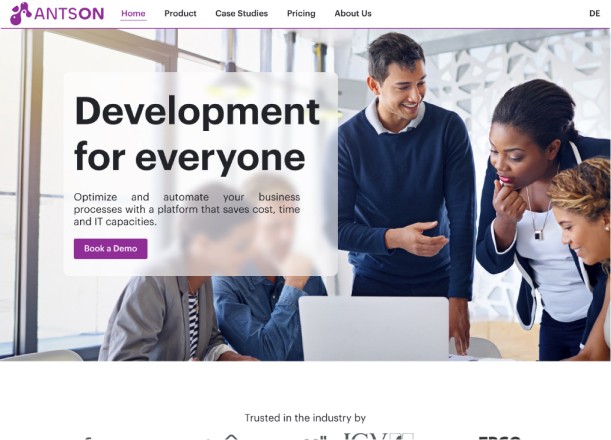 ANTSON Home Product Case Studies Pricing About Us DE
Development
for everyone
Optimize and automate your business
processes with a platform that saves cost, time
and IT capacities.
Book a Demo
Trusted in the industry by